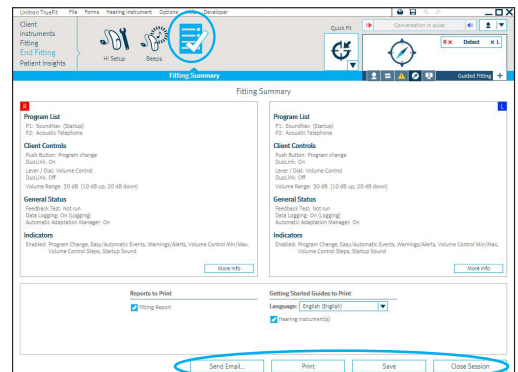 Unitron TrueFit File Forms Hearing Instrument Options Help Developer
Client
Instruments
Fitting
End Fitting
Patient Insights
HI Setup
Beeps
Fitting Summary
Quick Fit
Conversation in quiet
R X Detect X L
Guided Fitting +
Fitting Summary
R
Program List
P1: SoundNav (Startup)
P2: Acoustic Telephone
Client Controls
Push Button: Program change
DuoLink: On
Lever / Dial: Volume Control
DuoLink: Off
Volume Range: 30 dB (10 dB up, 20 dB down)
General Status
Feedback Test: Not run
Data Logging: On (Logging)
Automatic Adaptation Manager: On
Indicators
Enabled: Program Change, Easy/Automatic Events, Warnings/Alerts, Volume Control Min/Max,
Volume Control Steps, Startup Sound
More Info
L
Program List
P1: SoundNav (Startup)
P2: Acoustic Telephone
Client Controls
Push Button: Program change
DuoLink: On
Lever / Dial: Volume Control
DuoLink: Off
Volume Range: 30 dB (10 dB up, 20 dB down)
General Status
Feedback Test: Not run
Data Logging: On (Logging)
Automatic Adaptation Manager: On
Indicators
Enabled: Program Change, Easy/Automatic Events, Warnings/Alerts, Volume Control Min/Max,
Volume Control Steps, Startup Sound
More Info
Reports to Print
Fitting Report
Getting Started Guides to Print
Language: English (English)
Hearing Instrument(s)
Send Email...
Print
Save
Close Session